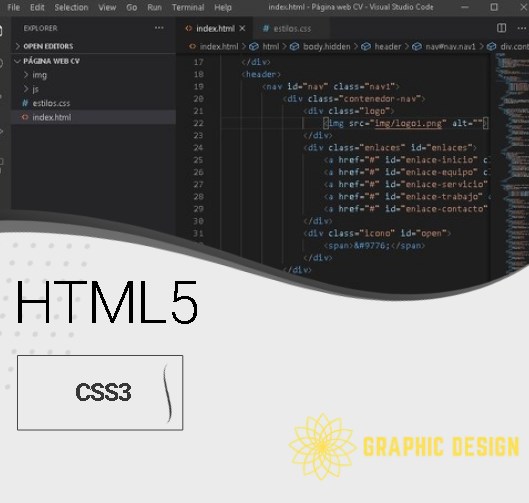 File Edit Selection View Go Run Terminal Help index.html - Página web CV - Visual Studio Code
EXPLORER ··· index.html × estilos.css
> OPEN EDITORS index.html > html > body.hidden > header > nav#nav.nav1 >
PÁGINA WEB CV
> img
> js
# estilos.css
<> index.html
17 </div>
18 <header>
19 <nav id="nav" class="nav1">
20 <div class="contenedor-nav">
21 <div class="logo">
22 <img src="img/logo1.png" alt=""]
23 </div>
24 <div class="enlaces" id="enlaces">
25 <a href="#" id="enlace-inicio" c
26 <a href="#" id="enlace-equipo" c
27 <a href="#" id="enlace-servicio"
28 <a href="#" id="enlace-trabajo"
29 <a href="#" id="enlace-contacto"
30 </div>
31 <div class="icono" id="open">
<span>&#9776;</span>
</div>
</div>
HTML5
CSS3
GRAPHIC DESIGN